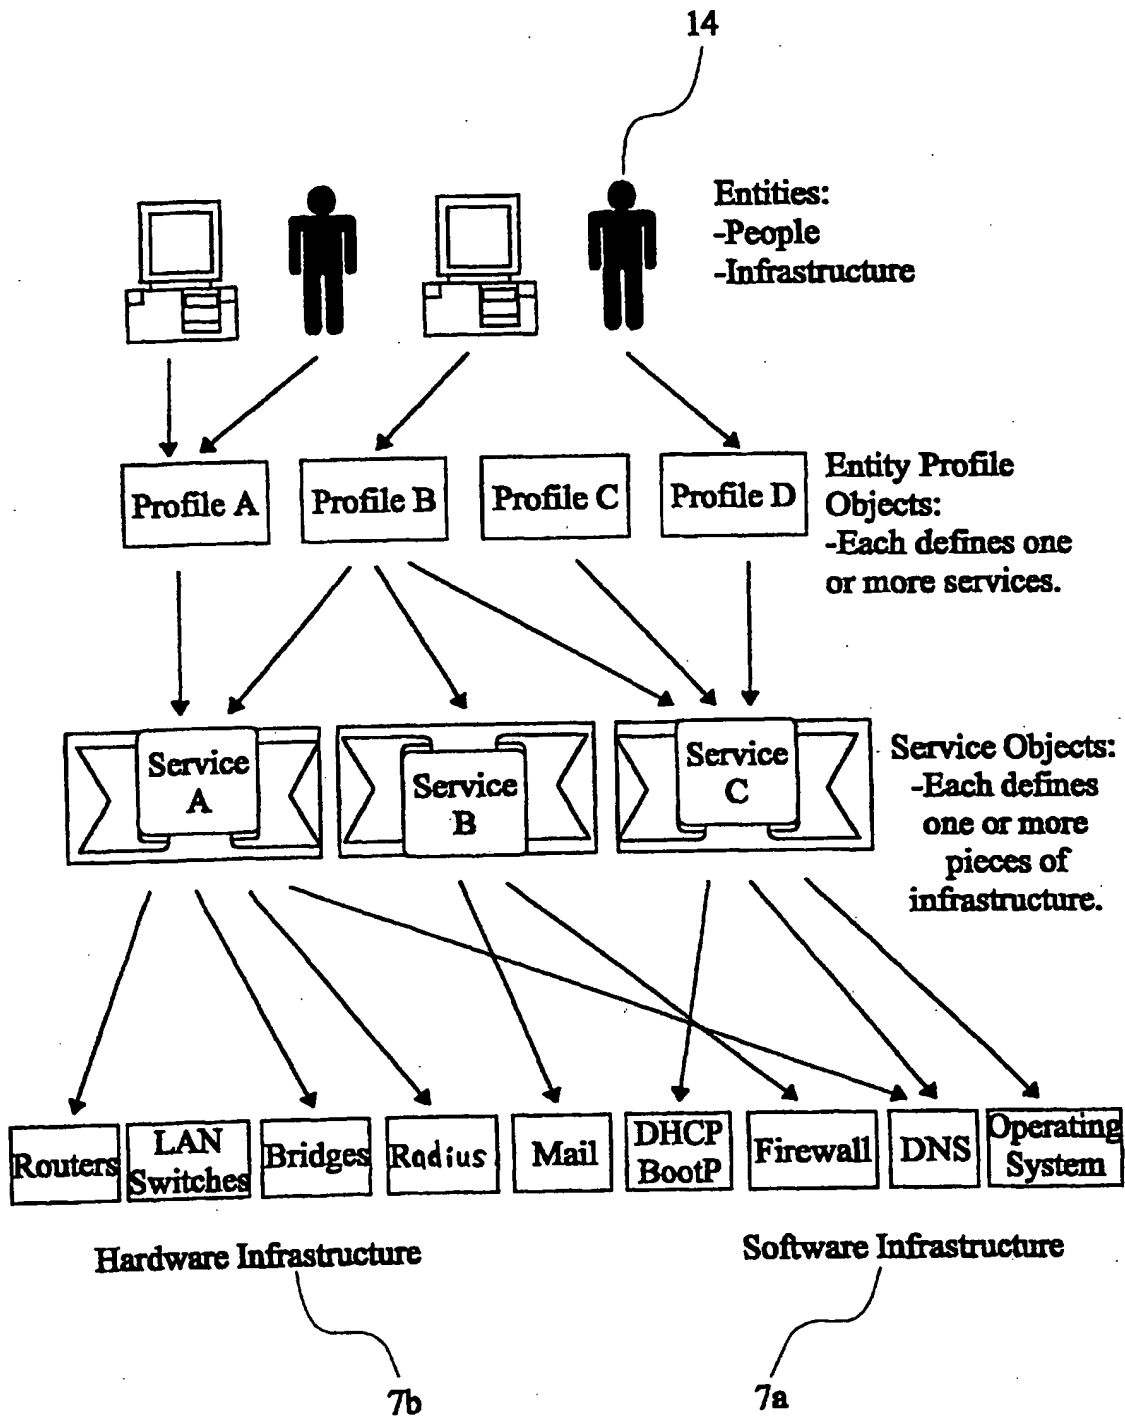 14
Entities:
-People
-Infrastructure
Profile A
Profile B
Profile C
Profile D
Entity Profile
Objects:
-Each defines one
or more services.
Service
A
Service
B
Service
C
Service Objects:
-Each defines
one or more
pieces of
infrastructure.
Routers
LAN
Switches
Bridges
Radius
Mail
DHCP
BootP
Firewall
DNS
Operating
System
Hardware Infrastructure
Software Infrastructure
7b
7a